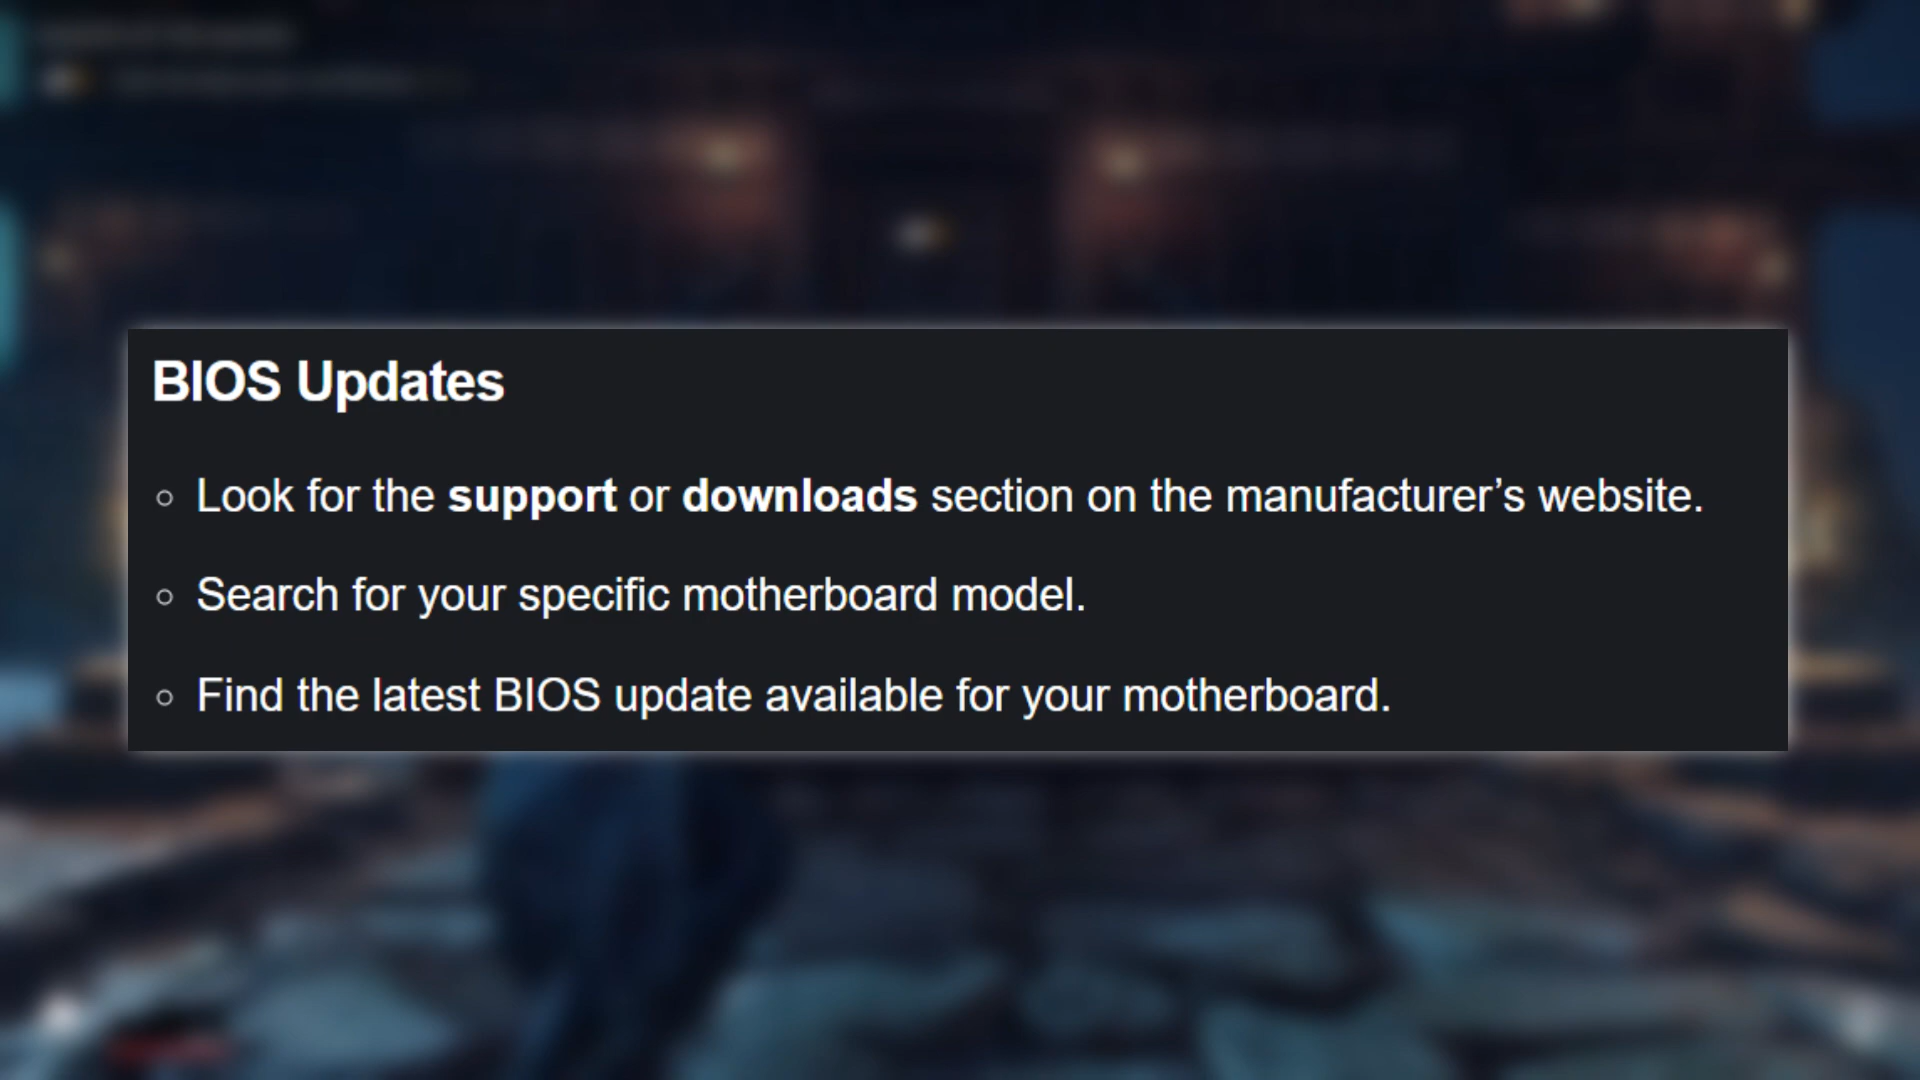 BIOS Updates
Look for the support or downloads section on the manufacturer’s website.
Search for your specific motherboard model.
Find the latest BIOS update available for your motherboard.